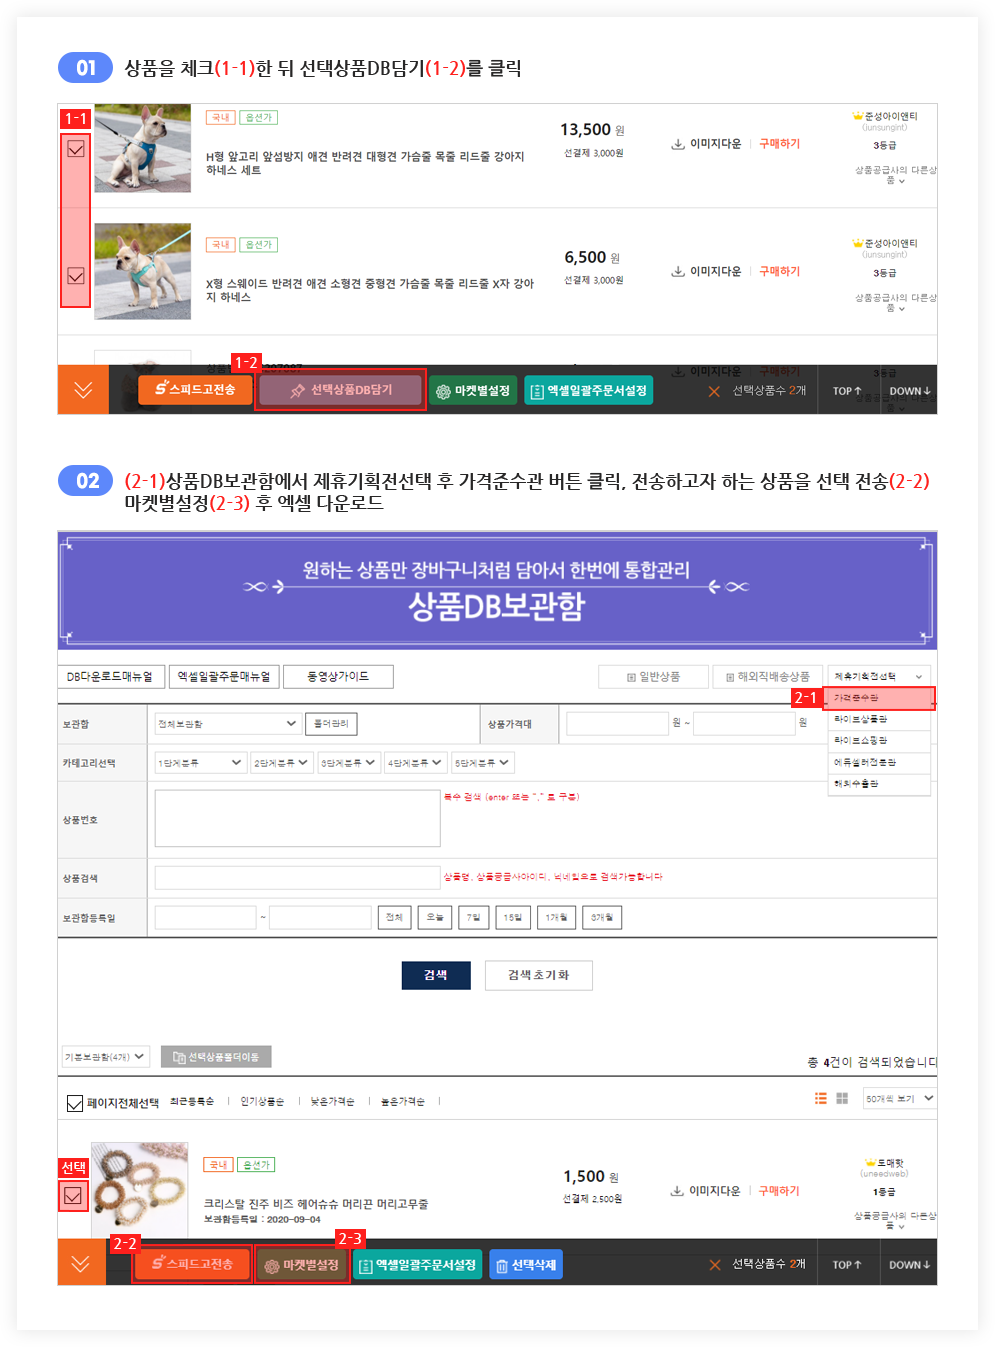 01 상품을 체크(1-1)한 뒤 선택상품DB담기(1-2)를 클릭
1-1
국내 옵션가
H형 앞고리 앞섬방지 애견 반려견 대형견 가슴줄 목줄 리드줄 강아지
하네스 세트
13,500 원
선결제 3,000원
이미지다운 구매하기
준성아이앤티
(junsungint)
3등급
상품공급사의 다른상
품
국내 옵션가
X형 스웨이드 반려견 애견 소형견 중형견 가슴줄 목줄 리드줄 X자 강아
지 하네스
6,500 원
선결제 3,000원
이미지다운 구매하기
준성아이앤티
(junsungint)
3등급
상품공급사의 다른상
품
1-2
이미지다운 구매하기
3등급
스피드고전송 선택상품DB담기 마켓별설정 엑셀일괄주문서설정 선택상품수 2개 TOP DOWN
02 (2-1)상품DB보관함에서 제휴기획전선택 후 가격준수관 버튼 클릭, 전송하고자 하는 상품을 선택 전송(2-2)
마켓별설정(2-3) 후 엑셀 다운로드
원하는 상품만 장바구니처럼 담아서 한번에 통합관리
상품DB보관함
DB다운로드매뉴얼 엑셀일괄주문매뉴얼 동영상가이드 일반상품 해외직배송상품 제휴기획전선택
2-1 가격준수관
라이브상품관
라이브쇼핑관
에듀셀러전문관
해외수출관
보관함 전체보관함 폴더관리 상품가격대 원 ~ 원
카테고리선택 1단계분류 2단계분류 3단계분류 4단계분류 5단계분류
상품번호 복수 검색 (enter 또는 "," 로 구분)
상품검색 상품명, 상품공급사아이디, 닉네임으로 검색가능합니다
보관함등록일 ~ 전체 오늘 7일 15일 1개월 3개월
검색 검색초기화
기본보관함(4개) 선택상품폴더이동
총 4건이 검색되었습니다
페이지전체선택 최근등록순 | 인기상품순 | 낮은가격순 | 높은가격순 | 50개씩 보기
선택
국내 옵션가
크리스탈 진주 비즈 헤어슈슈 머리끈 머리고무줄
보관함등록일 : 2020-09-04
1,500 원
선결제 2,500원
이미지다운 구매하기
도매핫
(uneedweb)
1등급
상품공급사의 다른상
품
2-2 2-3
스피드고전송 마켓별설정 엑셀일괄주문서설정 선택삭제 선택상품수 2개 TOP DOWN